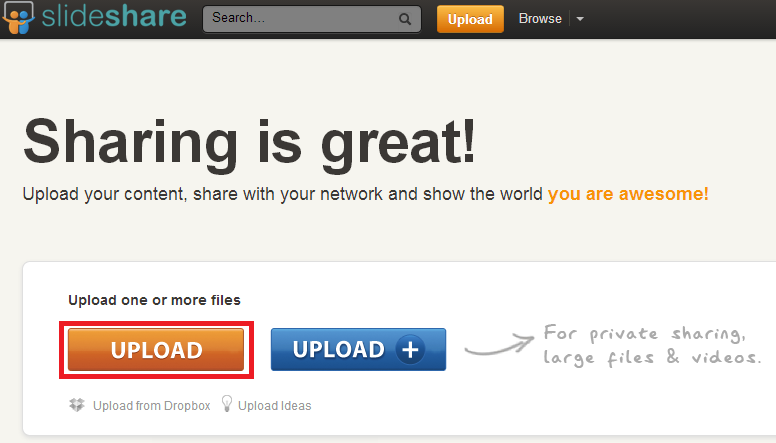 slideshare Search... Upload Browse
Sharing is great!
Upload your content, share with your network and show the world you are awesome!
Upload one or more files
UPLOAD UPLOAD +
For private sharing,
large files & videos.
Upload from Dropbox Upload Ideas